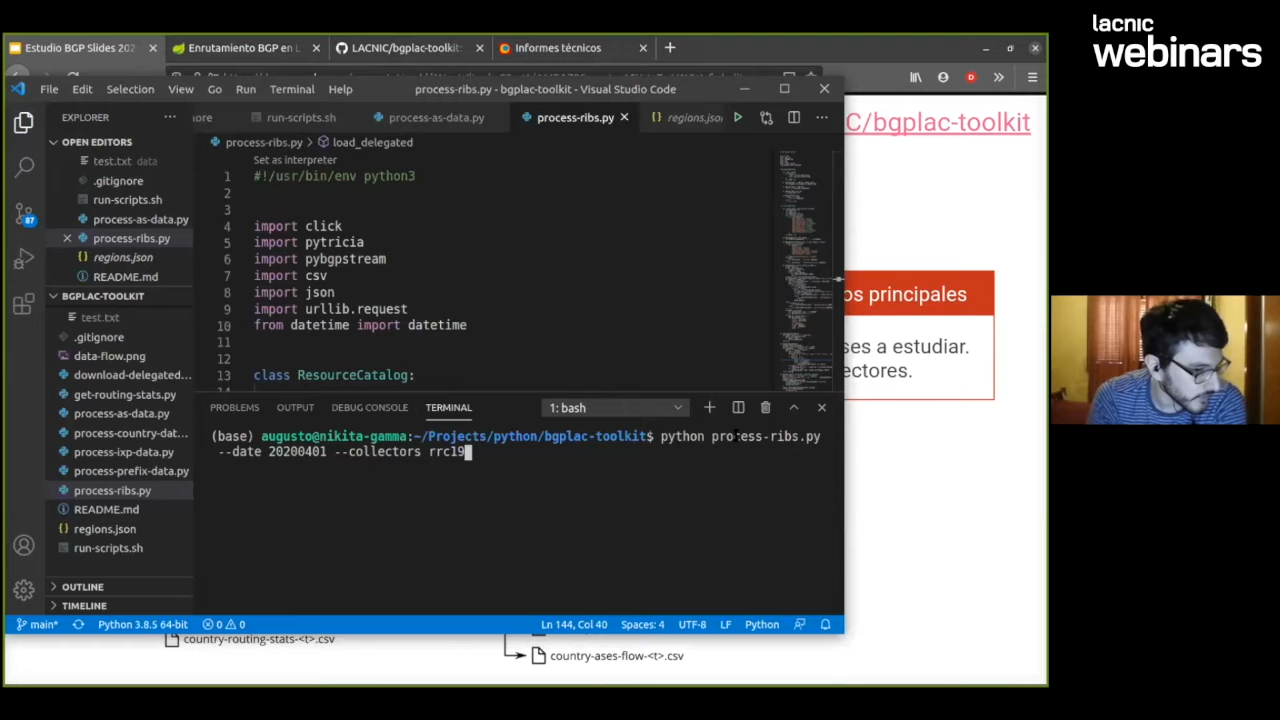 lacnic
webinars
Estudio BGP Slides 202
Enrutamiento BGP en L
LACNIC/bgplac-toolkit:
Informes técnicos
File Edit Selection View Go Run Terminal Help
process-ribs.py - bgplac-toolkit - Visual Studio Code
EXPLORER
nore
run-scripts.sh
process-as-data.py
process-ribs.py
regions.jso
C/bgplac-toolkit
OPEN EDITORS
test.txt data
.gitignore
run-scripts.sh
process-as-data.py
process-ribs.py
regions.json
README.md
BGPLAC-TOOLKIT
test.txt
.gitignore
data-flow.png
download-delegated...
get-routing-stats.py
process-as-data.py
process-country-dat...
process-ixp-data.py
process-prefix-data.py
process-ribs.py
README.md
regions.json
run-scripts.sh
OUTLINE
TIMELINE
87
process-ribs.py > load_delegated
Set as interpreter
1 #!/usr/bin/env python3
2
3
4 import click
5 import pytricia
6 import pybgpstream
7 import csv
8 import json
9 import urllib.request
10 from datetime import datetime
11
12
13 class ResourceCatalog:
os principales
ses a estudiar.
ectores.
PROBLEMS OUTPUT DEBUG CONSOLE TERMINAL
1: bash
(base) augusto@nikita-gamma:~/Projects/python/bgplac-toolkit$ python process-ribs.py
--date 20200401 --collectors rrc19
main* Python 3.8.5 64-bit 0 0
Ln 144, Col 40 Spaces: 4 UTF-8 LF Python
country-routing-stats-<t>.csv
country-ases-flow-<t>.csv